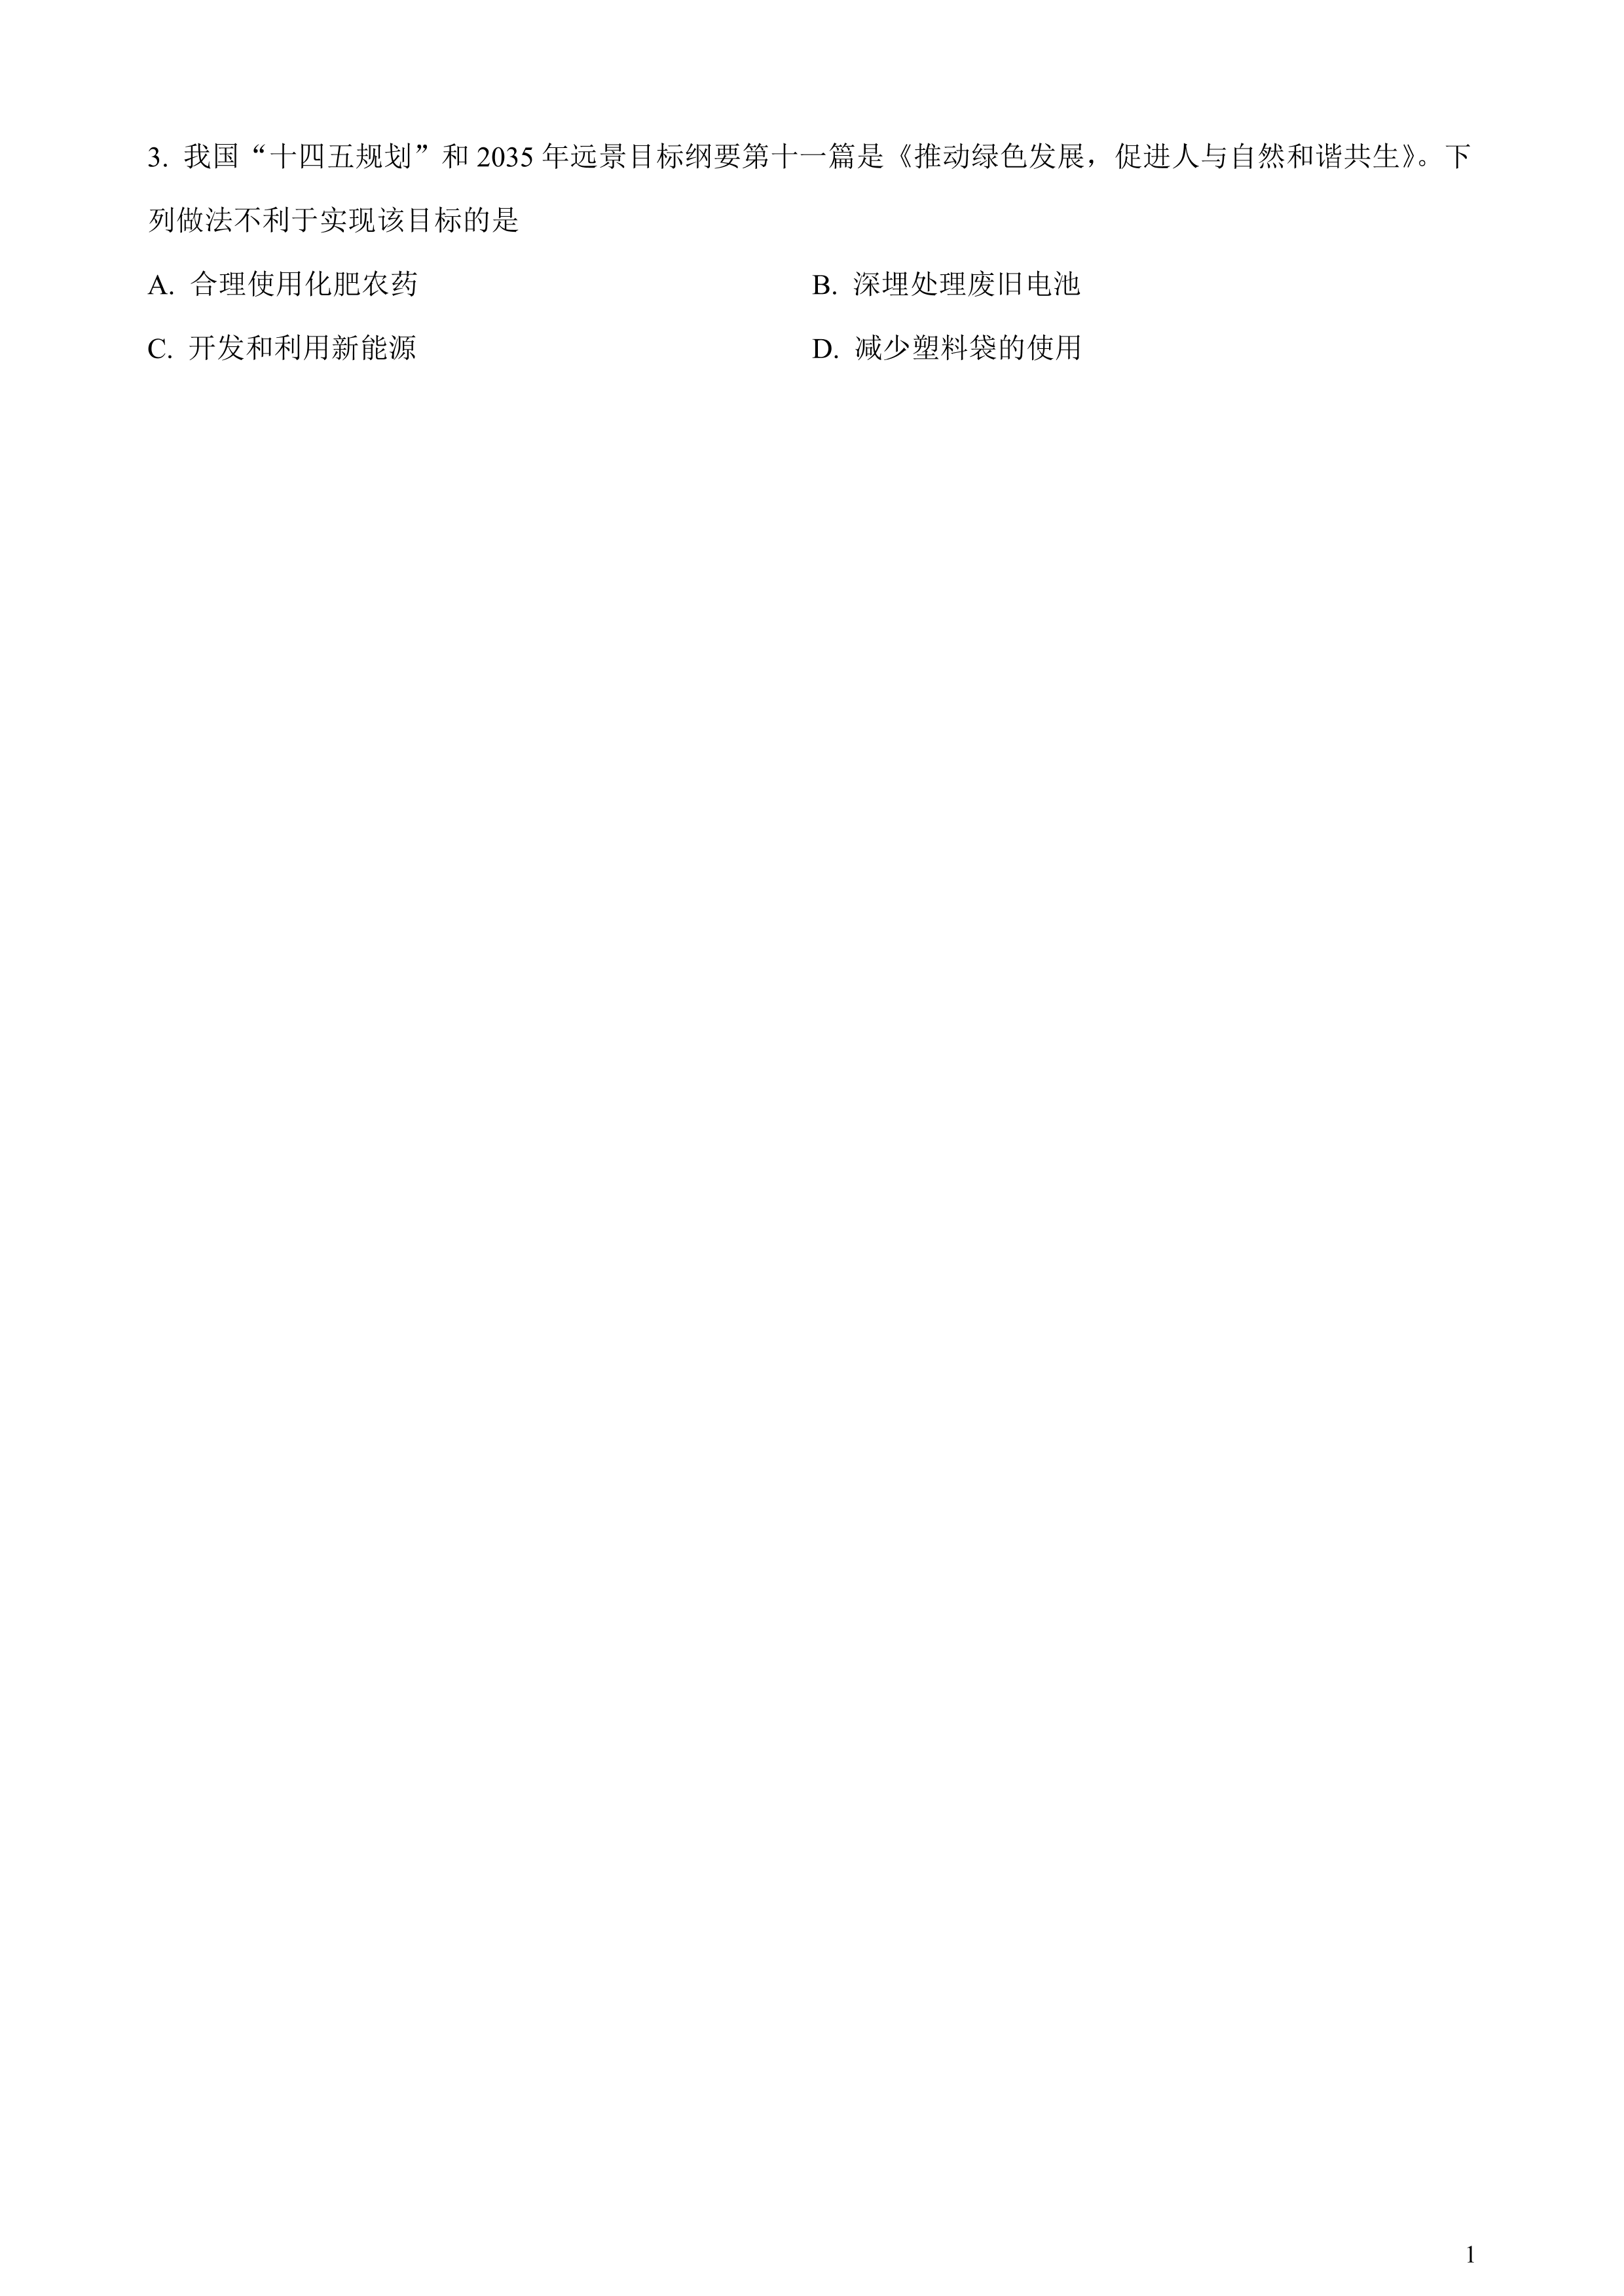 3. 我国“十四五规划”和 2035 年远景目标纲要第十一篇是《推动绿色发展，促进人与自然和谐共生》。下
列做法不利于实现该目标的是
A. 合理使用化肥农药 B. 深埋处理废旧电池
C. 开发和利用新能源 D. 减少塑料袋的使用
1